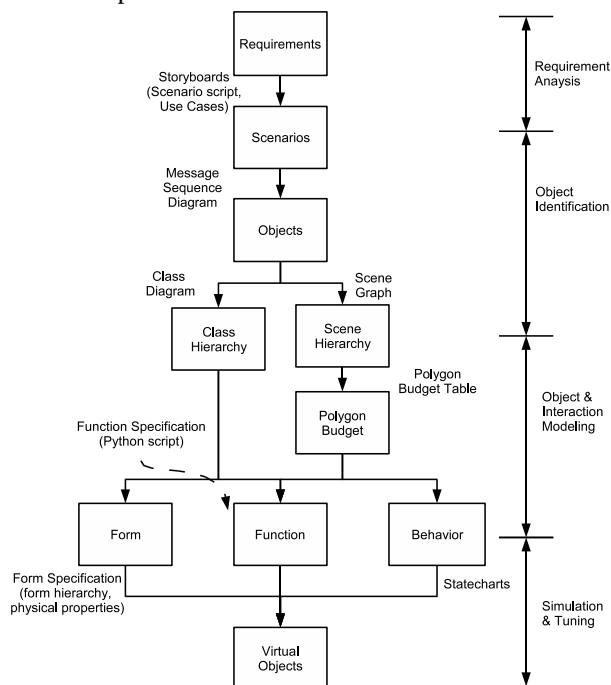 Requirements
Requirement
Anaysis
Storyboards
(Scenario script,
Use Cases)
Scenarios
Message
Sequence
Diagram
Object
Identification
Objects
Class
Diagram
Scene
Graph
Class
Hierarchy
Scene
Hierarchy
Polygon
Budget Table
Object &
Interaction
Modeling
Polygon
Budget
Function Specification
(Python script)
Form
Function
Behavior
Form Specification
(form hierarchy,
physical properties)
Statecharts
Simulation
& Tuning
Virtual
Objects